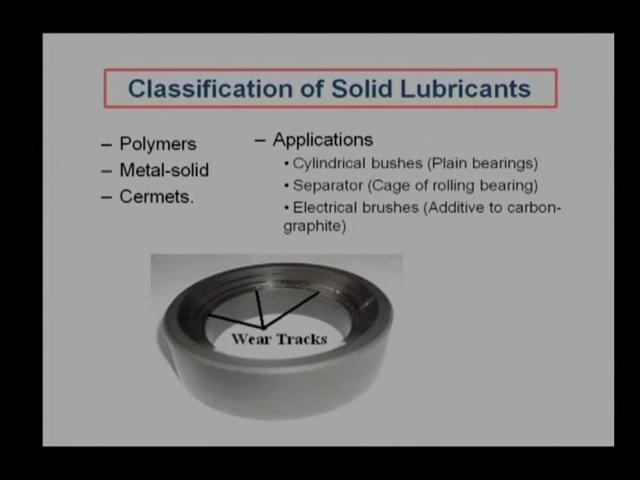 Classification of Solid Lubricants
– Polymers
– Metal-solid
– Cermets.
– Applications
• Cylindrical bushes (Plain bearings)
• Separator (Cage of rolling bearing)
• Electrical brushes (Additive to carbon-
graphite)
Wear Tracks